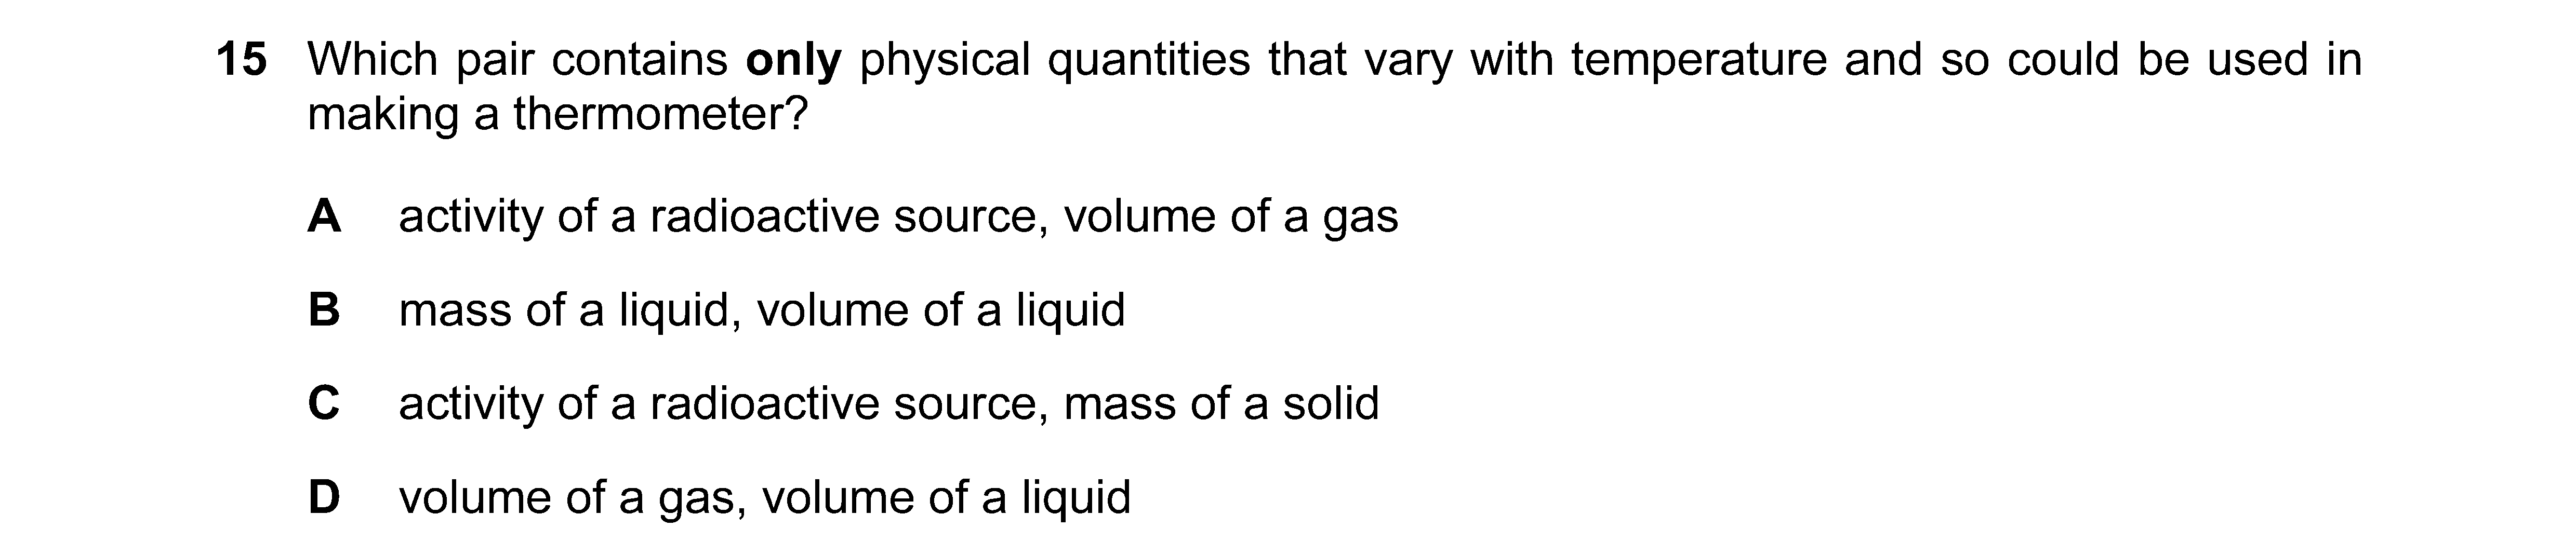 15 Which pair contains only physical quantities that vary with temperature and so could be used in
making a thermometer?
A activity of a radioactive source, volume of a gas
B mass of a liquid, volume of a liquid
C activity of a radioactive source, mass of a solid
D volume of a gas, volume of a liquid